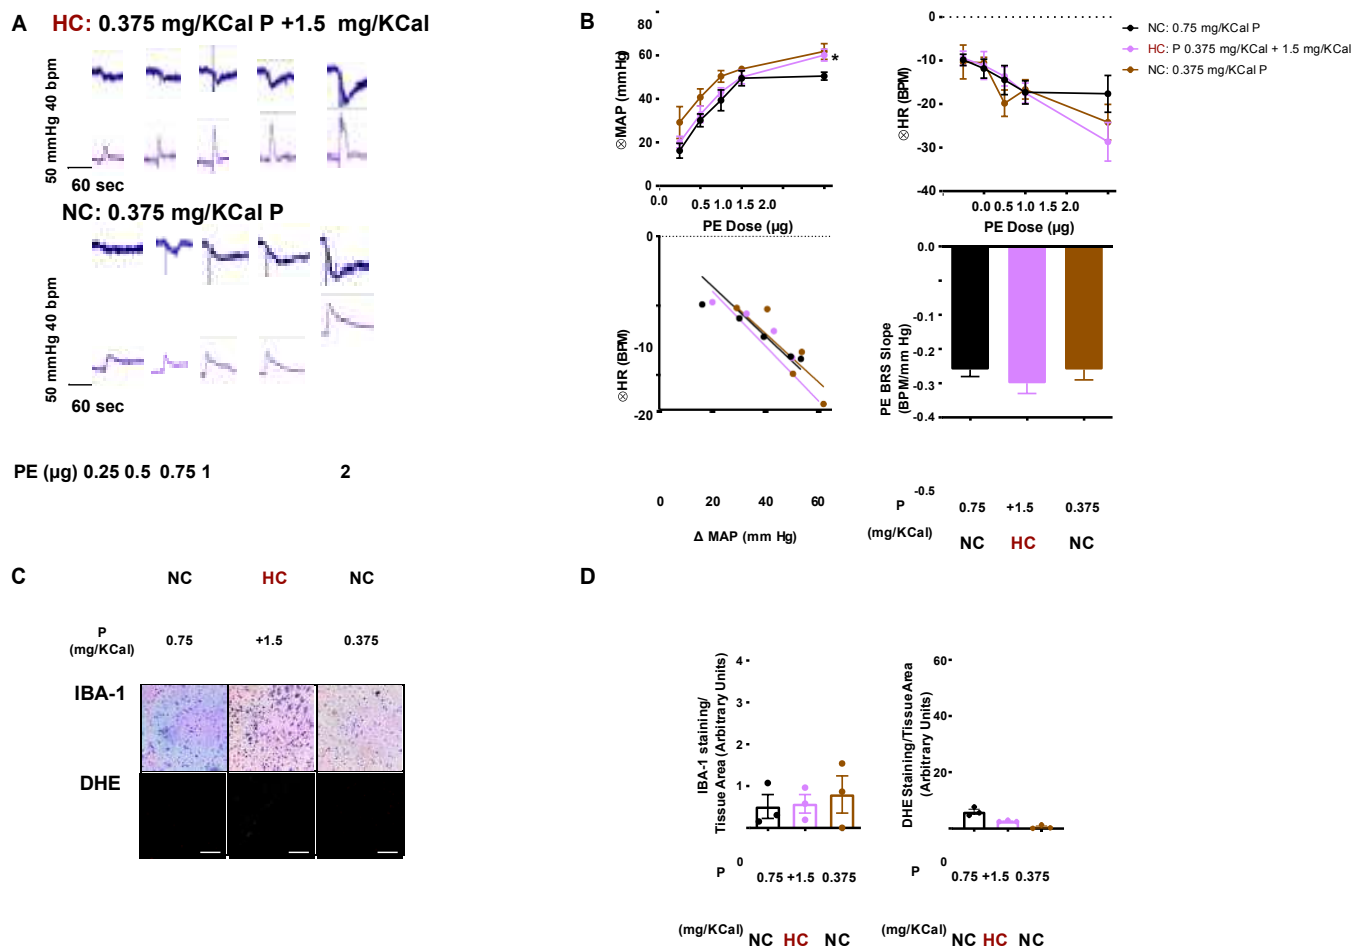 A
HC: 0.375 mg/KCal P +1.5 mg/KCal
50 mmHg 40 bpm
60 sec
NC: 0.375 mg/KCal P
50 mmHg 40 bpm
60 sec
PE (µg) 0.25 0.5 0.75 1 2
B
80
60
40
20
0
⊗MAP (mmHg)
*
0.0 0.5 1.0 1.5 2.0
PE Dose (µg)
0
-10
-20
-30
-40
⊗HR (BPM)
0.0 0.5 1.0 1.5 2.0
PE Dose (µg)
NC: 0.75 mg/KCal P
HC: P 0.375 mg/KCal + 1.5 mg/KCal
NC: 0.375 mg/KCal P
0
-10
-20
⊗HR (BPM)
0 20 40 60
Δ MAP (mm Hg)
0.0
-0.1
-0.2
-0.3
-0.4
-0.5
PE BRS Slope
(BPM/mm Hg)
P
(mg/KCal)
0.75 +1.5 0.375
NC HC NC
C
NC HC NC
P
(mg/KCal)
0.75 +1.5 0.375
IBA-1
DHE
D
4
3
2
1
0
IBA-1 staining/
Tissue Area (Arbitrary Units)
P
0.75 +1.5 0.375
(mg/KCal)
NC HC NC
60
40
20
0
DHE Staining/Tissue Area
(Arbitrary Units)
P
0.75 +1.5 0.375
(mg/KCal)
NC HC NC